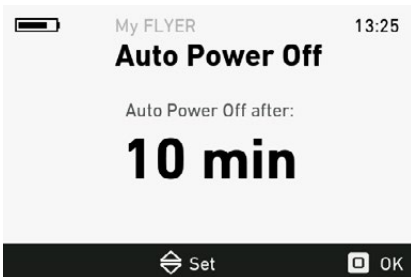 My FLYER 13:25
Auto Power Off
Auto Power Off after:
10 min
Set OK